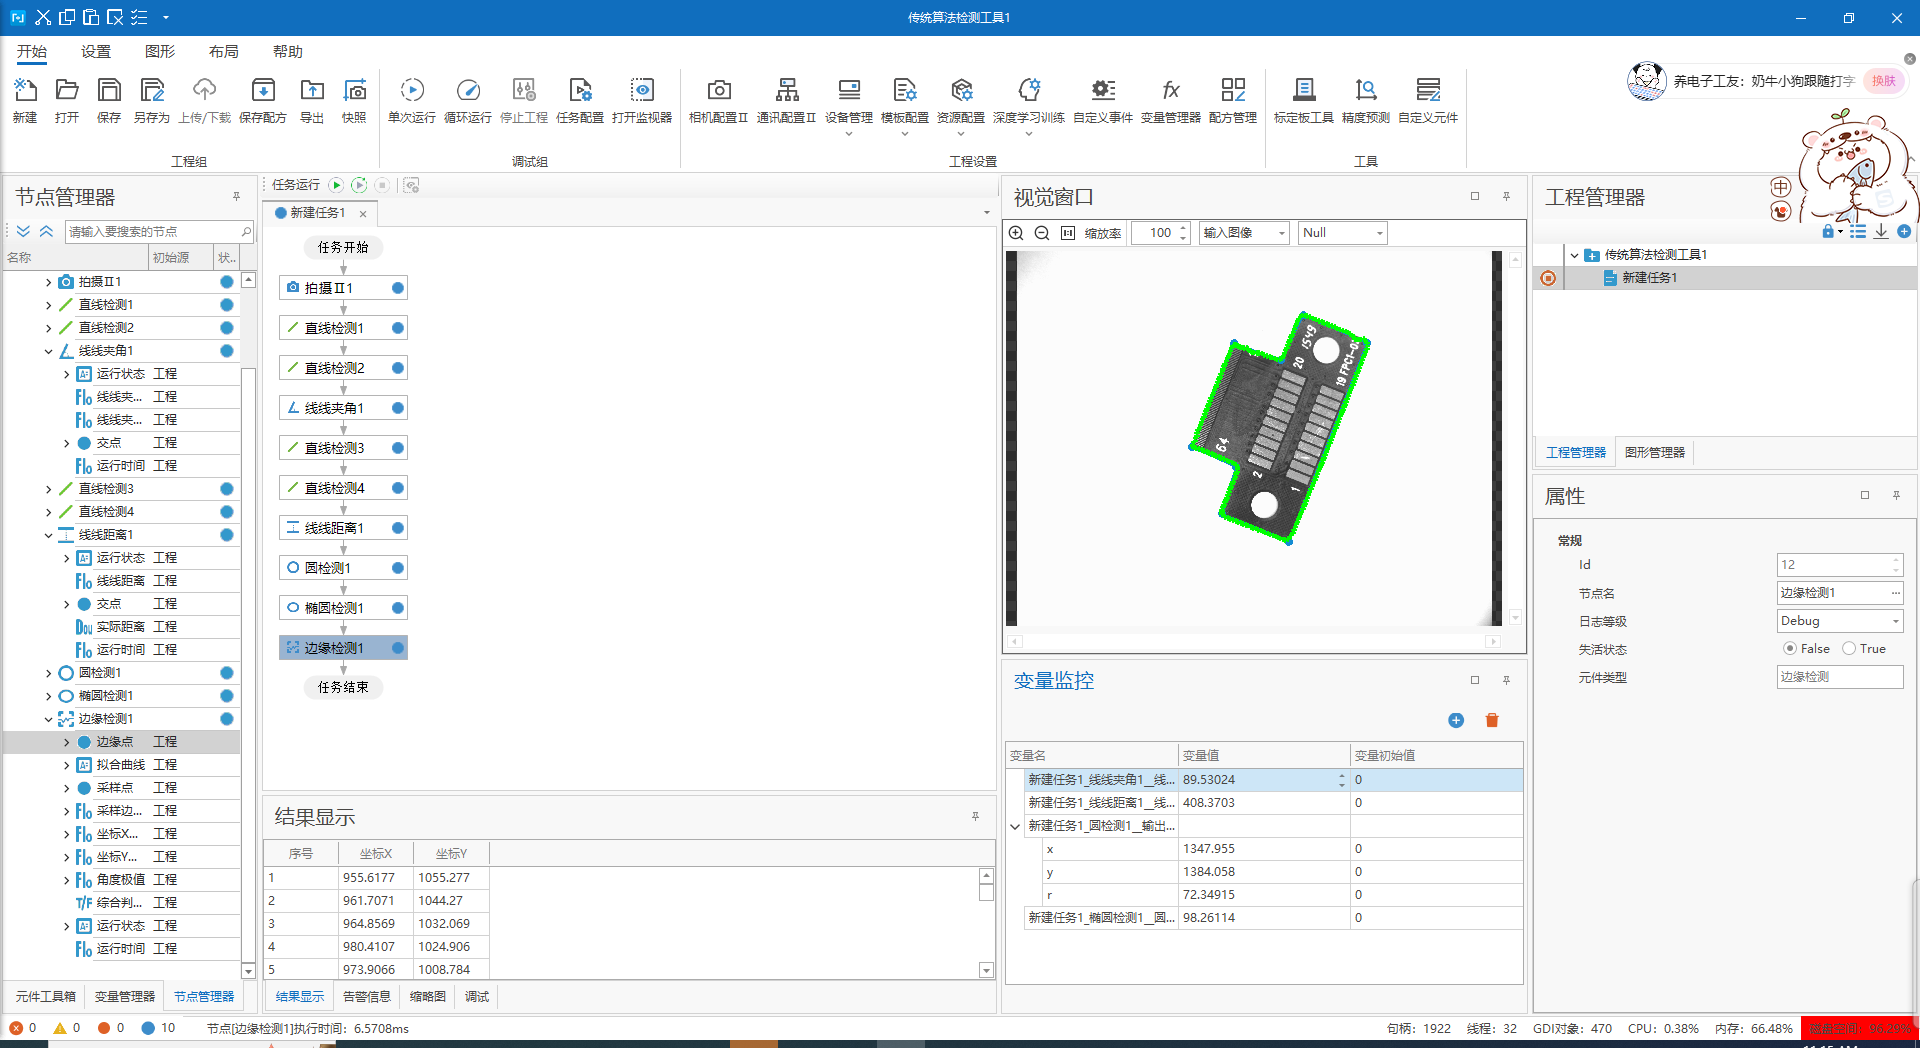 传统算法检测工具1
开始 设置 图形 布局 帮助
新建 打开 保存 另存为 上传/下载 保存配方 导出 快照 单次运行 循环运行 停止工程 任务配置 打开监视器 相机配置Ⅱ 通讯配置Ⅱ 设备管理 模板配置 资源配置 深度学习训练 自定义事件 变量管理器 配方管理 标定板工具 精度预测 自定义元件
工程组 调试组 工程设置 工具
养电子工友：奶牛小狗跟随打字 换肤
中
节点管理器
请输入要搜索的节点
名称 初始源 状..
拍摄Ⅱ1
直线检测1
直线检测2
线线夹角1
运行状态 工程
Flo 线线夹... 工程
Flo 线线夹... 工程
交点 工程
Flo 运行时间 工程
直线检测3
直线检测4
线线距离1
运行状态 工程
Flo 线线距离 工程
交点 工程
Dou 实际距离 工程
Flo 运行时间 工程
圆检测1
椭圆检测1
边缘检测1
边缘点 工程
拟合曲线 工程
采样点 工程
Flo 采样边... 工程
Flo 坐标X... 工程
Flo 坐标Y... 工程
Flo 角度极值 工程
T/F 综合判... 工程
运行状态 工程
Flo 运行时间 工程
元件工具箱 变量管理器 节点管理器
任务运行
新建任务1
任务开始
拍摄Ⅱ1
直线检测1
直线检测2
线线夹角1
直线检测3
直线检测4
线线距离1
圆检测1
椭圆检测1
边缘检测1
任务结束
结果显示
序号 坐标X 坐标Y
1 955.6177 1055.277
2 961.7071 1044.27
3 964.8569 1032.069
4 980.4107 1024.906
5 973.9066 1008.784
结果显示 告警信息 缩略图 调试
视觉窗口
缩放率 100 输入图像 Null
JS49
20
19 FPC1-0
64
2
1
变量监控
变量名 变量值 变量初始值
新建任务1_线线夹角1__线... 89.53024 0
新建任务1_线线距离1__线... 408.3703 0
新建任务1_圆检测1__输出...
x 1347.955 0
y 1384.058 0
r 72.34915 0
新建任务1_椭圆检测1__圆... 98.26114 0
工程管理器
传统算法检测工具1
新建任务1
工程管理器 图形管理器
属性
常规
Id 12
节点名 边缘检测1 ...
日志等级 Debug
失活状态 False True
元件类型 边缘检测
0 0 0 10 节点[边缘检测1]执行时间：6.5708ms
句柄：1922 线程：32 GDI对象：470 CPU：0.38% 内存：66.48%